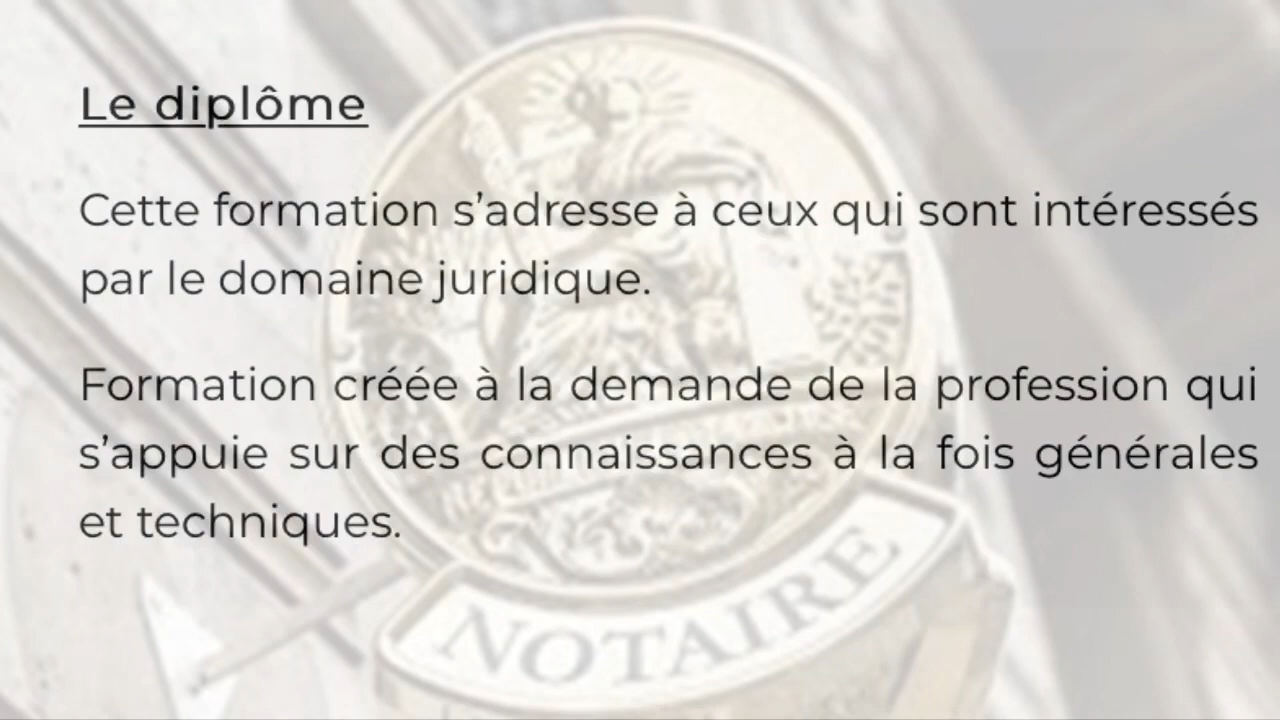 Le diplôme
Cette formation s’adresse à ceux qui sont intéressés
par le domaine juridique.
Formation créée à la demande de la profession qui
s’appuie sur des connaissances à la fois générales
et techniques.
NOTAIRE